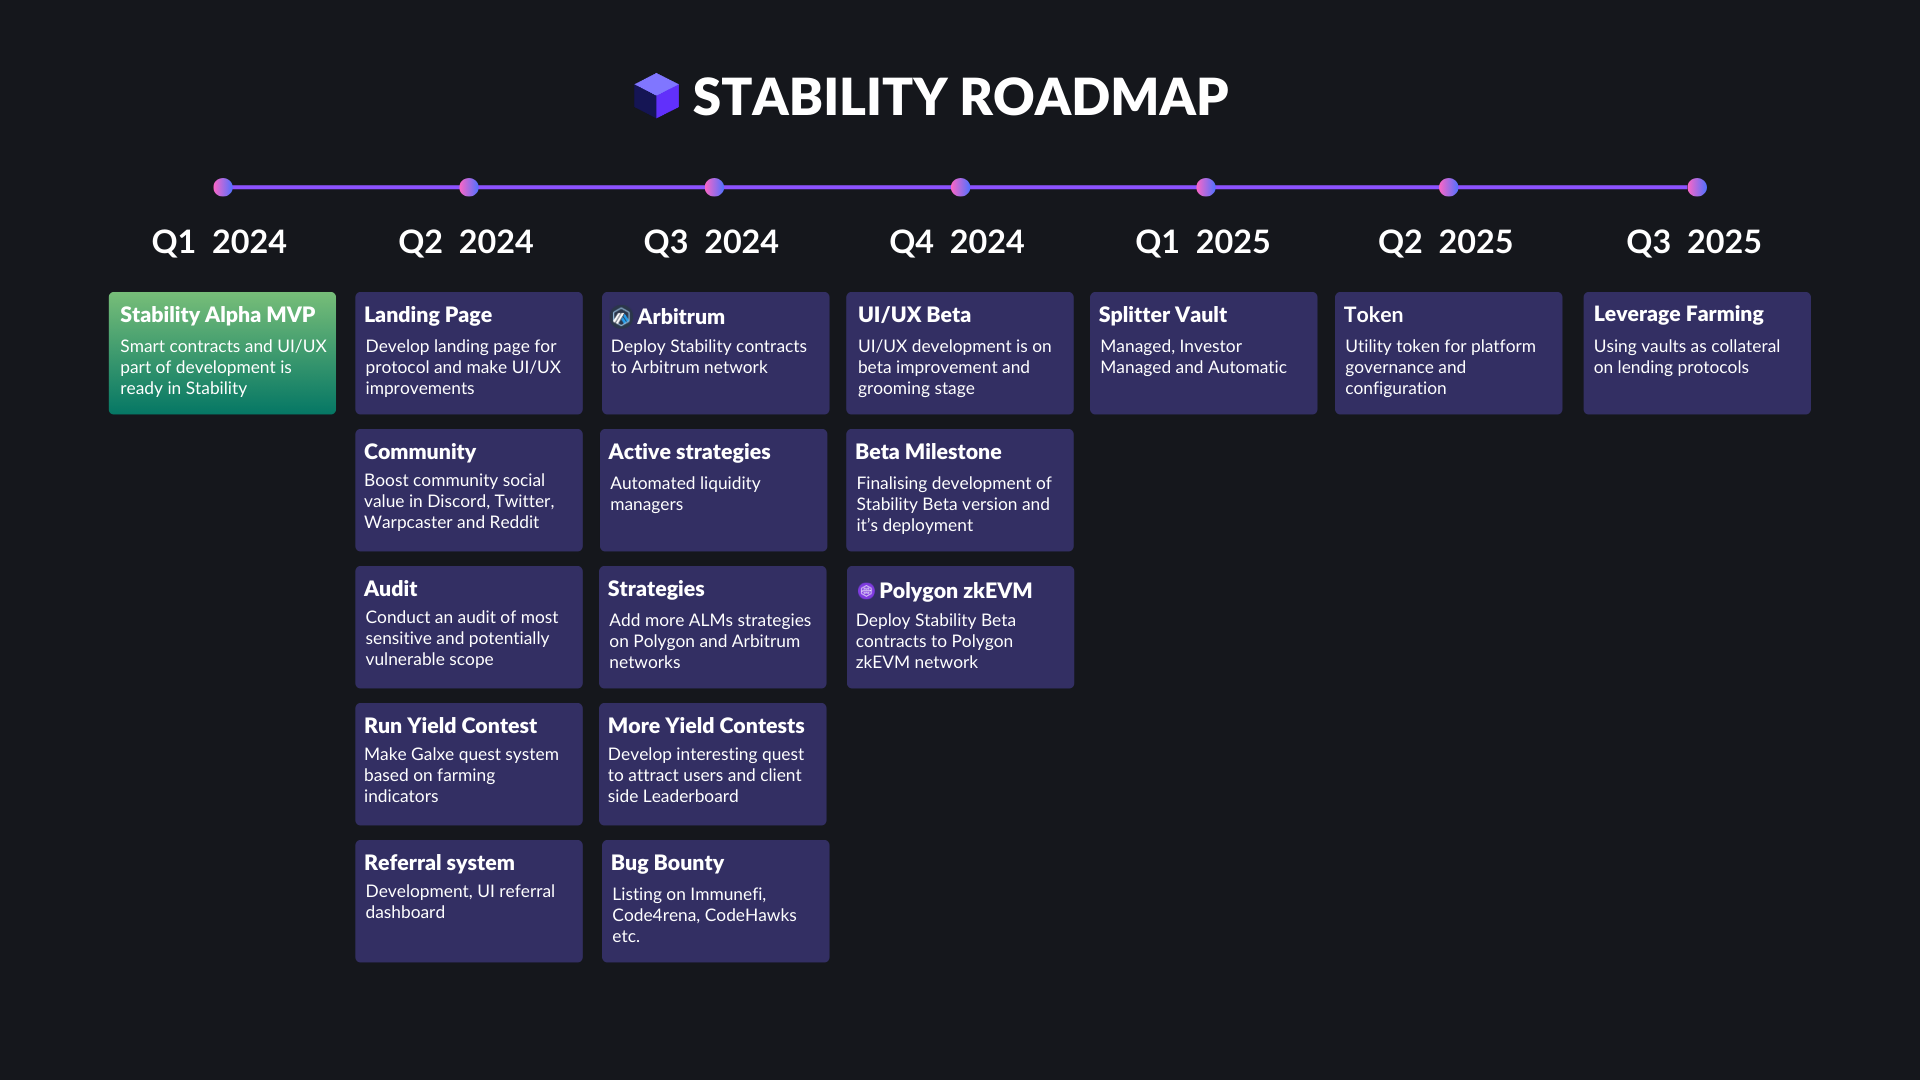 STABILITY ROADMAP
Q1 2024
Q2 2024
Q3 2024
Q4 2024
Q1 2025
Q2 2025
Q3 2025
Stability Alpha MVP
Smart contracts and UI/UX
part of development is
ready in Stability
Landing Page
Develop landing page for
protocol and make UI/UX
improvements
Community
Boost community social
value in Discord, Twitter,
Warpcaster and Reddit
Audit
Conduct an audit of most
sensitive and potentially
vulnerable scope
Run Yield Contest
Make Galxe quest system
based on farming
indicators
Referral system
Development, UI referral
dashboard
Arbitrum
Deploy Stability contracts
to Arbitrum network
Active strategies
Automated liquidity
managers
Strategies
Add more ALMs strategies
on Polygon and Arbitrum
networks
More Yield Contests
Develop interesting quest
to attract users and client
side Leaderboard
Bug Bounty
Listing on Immunefi,
Code4rena, CodeHawks
etc.
UI/UX Beta
UI/UX development is on
beta improvement and
grooming stage
Beta Milestone
Finalising development of
Stability Beta version and
it's deployment
Polygon zkEVM
Deploy Stability Beta
contracts to Polygon
zkEVM network
Splitter Vault
Managed, Investor
Managed and Automatic
Token
Utility token for platform
governance and
configuration
Leverage Farming
Using vaults as collateral
on lending protocols